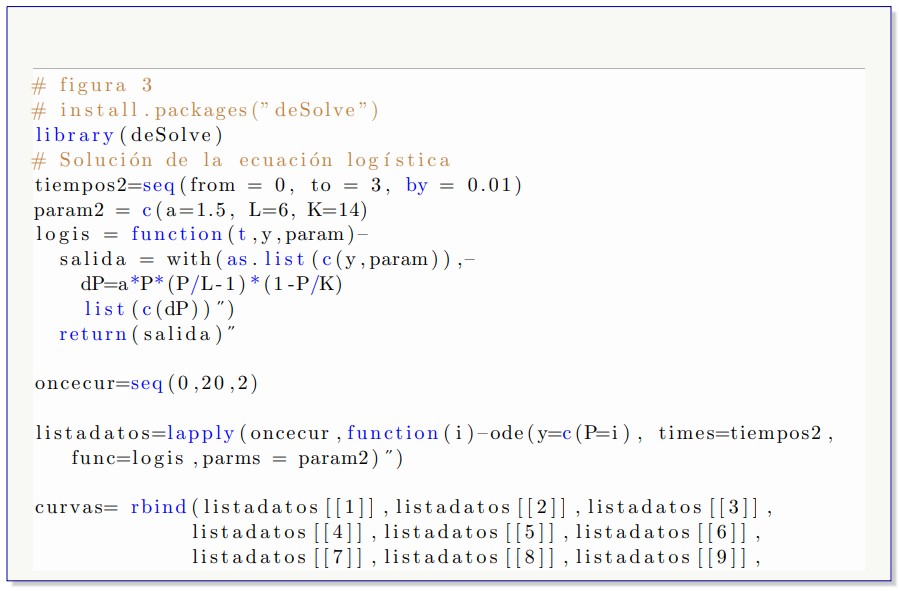 # figura 3
# install.packages("deSolve")
library(deSolve)
# Solución de la ecuación logística
tiempos2=seq(from = 0, to = 3, by = 0.01)
param2 = c(a=1.5, L=6, K=14)
logis = function(t,y,param)–
salida = with(as.list(c(y,param)),–
dP=a*P*(P/L-1)*(1-P/K)
list(c(dP))˝)
return(salida)˝
oncecur=seq(0,20,2)
listadatos=lapply(oncecur,function(i)–ode(y=c(P=i), times=tiempos2,
func=logis,parms = param2)˝)
curvas= rbind(listadatos[[1]],listadatos[[2]],listadatos[[3]],
listadatos[[4]],listadatos[[5]],listadatos[[6]],
listadatos[[7]],listadatos[[8]],listadatos[[9]],